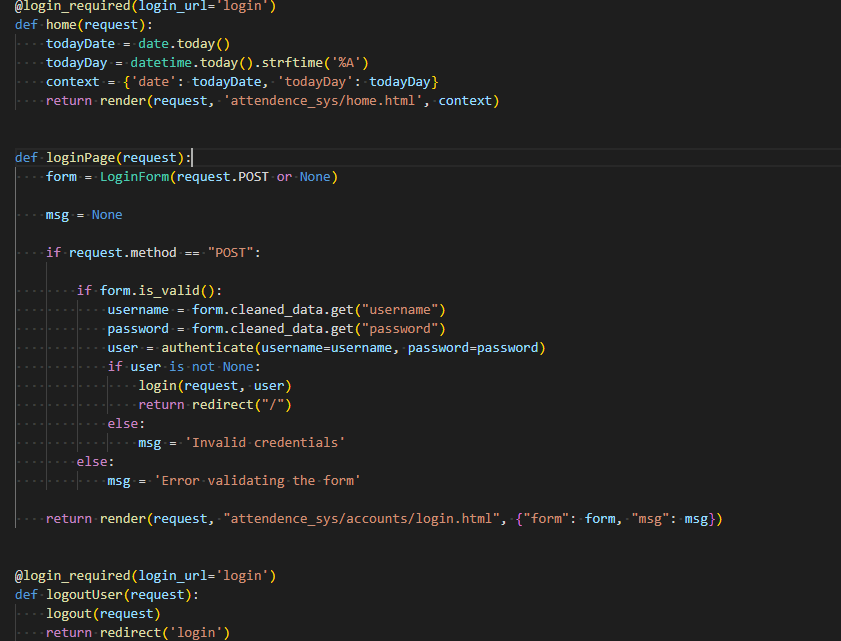 @login_required(login_url='login')
def home(request):
    todayDate = date.today()
    todayDay = datetime.today().strftime('%A')
    context = {'date': todayDate, 'todayDay': todayDay}
    return render(request, 'attendence_sys/home.html', context)
def loginPage(request):
    form = LoginForm(request.POST or None)
    msg = None
    if request.method == "POST":
        if form.is_valid():
            username = form.cleaned_data.get("username")
            password = form.cleaned_data.get("password")
            user = authenticate(username=username, password=password)
            if user is not None:
                login(request, user)
                return redirect("/")
            else:
                msg = 'Invalid credentials'
        else:
            msg = 'Error validating the form'
    return render(request, "attendence_sys/accounts/login.html", {"form": form, "msg": msg})
@login_required(login_url='login')
def logoutUser(request):
    logout(request)
    return redirect('login')